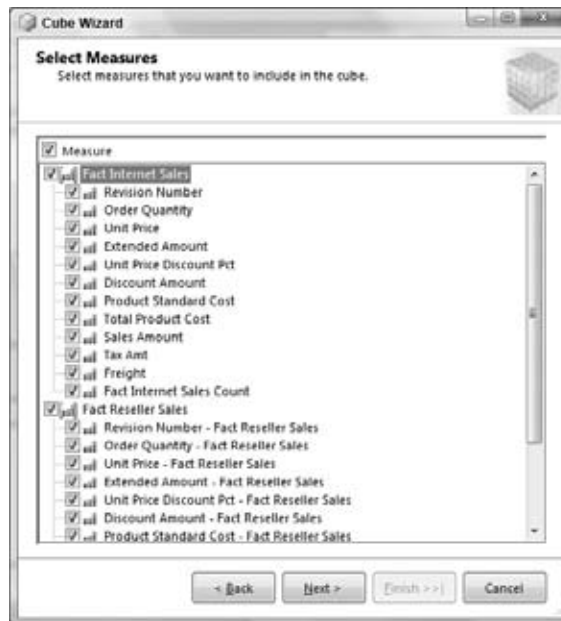 Cube Wizard
Select Measures
Select measures that you want to include in the cube.
Measure
Fact Internet Sales
Revision Number
Order Quantity
Unit Price
Extended Amount
Unit Price Discount Pct
Discount Amount
Product Standard Cost
Total Product Cost
Sales Amount
Tax Amt
Freight
Fact Internet Sales Count
Fact Reseller Sales
Revision Number - Fact Reseller Sales
Order Quantity - Fact Reseller Sales
Unit Price - Fact Reseller Sales
Extended Amount - Fact Reseller Sales
Unit Price Discount Pct - Fact Reseller Sales
Discount Amount - Fact Reseller Sales
Product Standard Cost - Fact Reseller Sales
< Back Next > Finish >>| Cancel